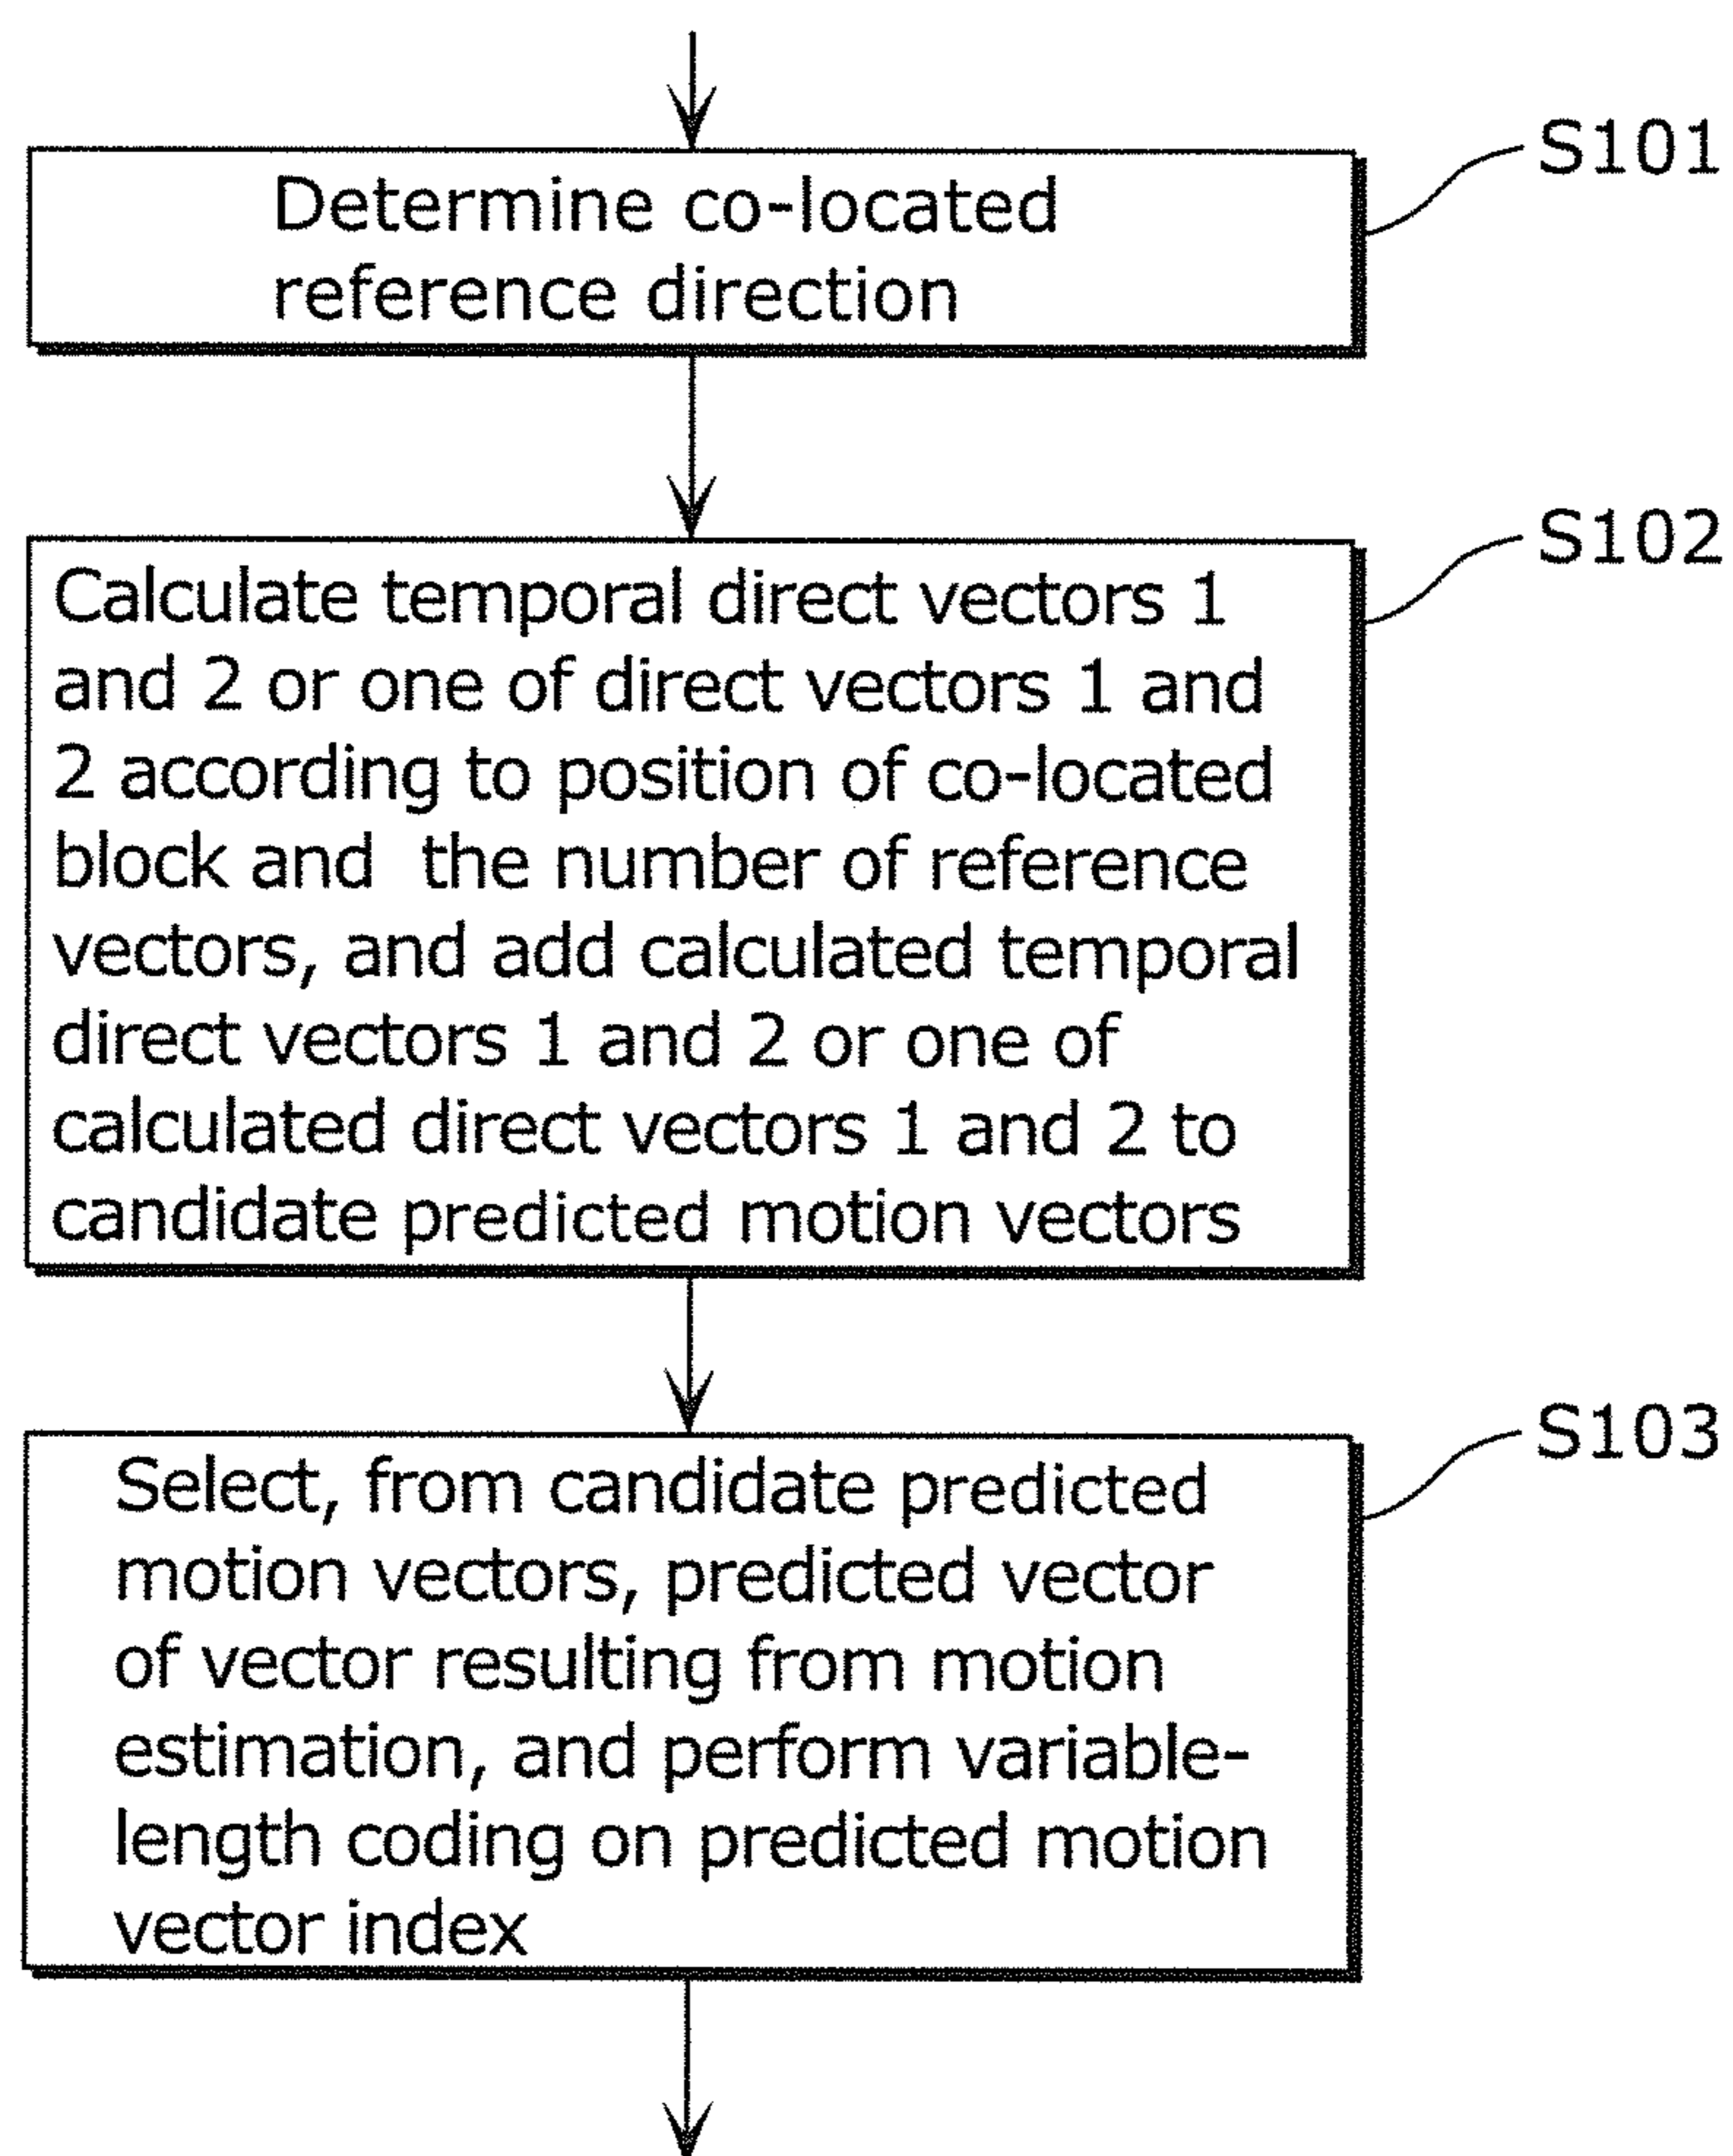 S101
Determine co-located
reference direction
S102
Calculate temporal direct vectors 1
and 2 or one of direct vectors 1 and
2 according to position of co-located
block and the number of reference
vectors, and add calculated temporal
direct vectors 1 and 2 or one of
calculated direct vectors 1 and 2 to
candidate predicted motion vectors
S103
Select, from candidate predicted
motion vectors, predicted vector
of vector resulting from motion
estimation, and perform variable-
length coding on predicted motion
vector index